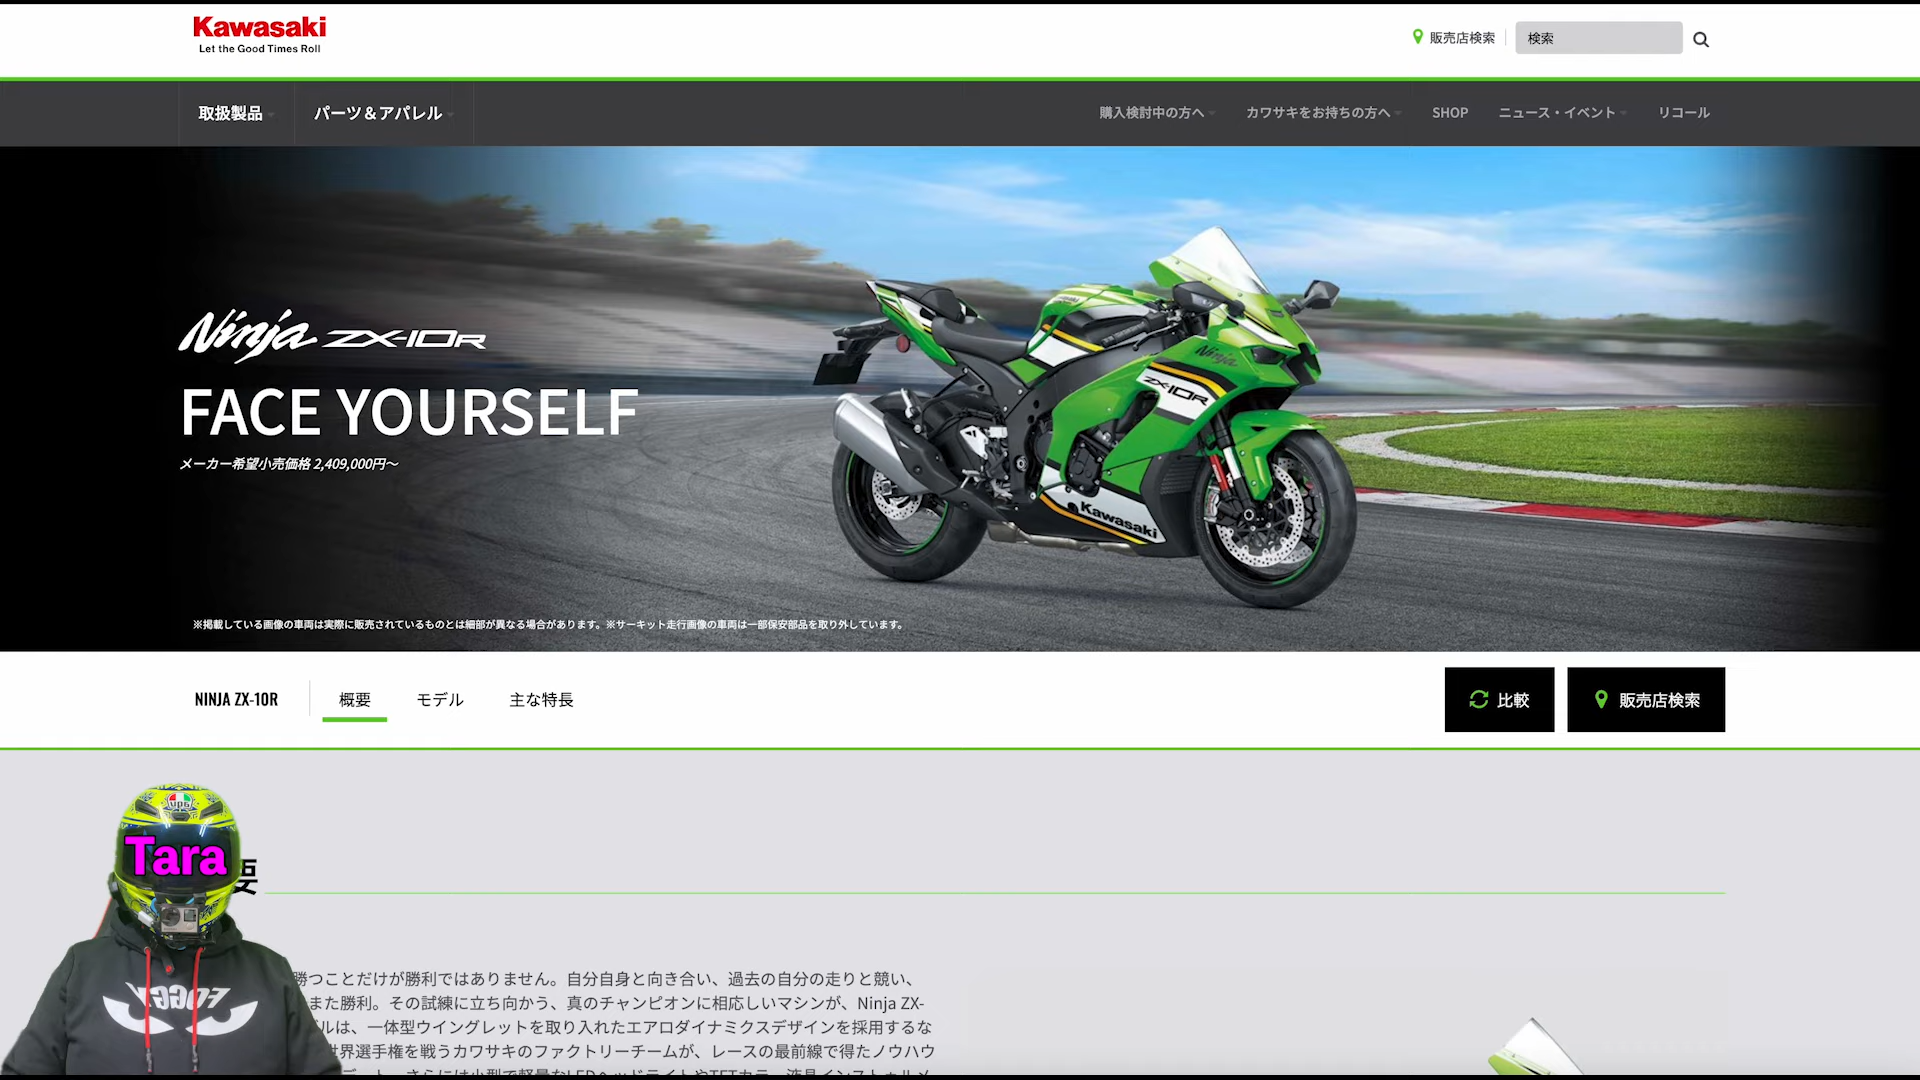 Kawasaki
Let the Good Times Roll
販売店検索
検索
取扱製品
パーツ＆アパレル
購入検討中の方へ
カワサキをお持ちの方へ
SHOP
ニュース・イベント
リコール
Ninja ZX-10R
FACE YOURSELF
メーカー希望小売価格 2,409,000円～
Ninja
ZX-10R
Kawasaki
※掲載している画像の車両は実際に販売されているものとは細部が異なる場合があります。※サーキット走行画像の車両は一部保安部品を取り外しています。
NINJA ZX-10R
概要
モデル
主な特長
比較
販売店検索
要
Tara
勝つことだけが勝利ではありません。自分自身と向き合い、過去の自分の走りと競い、
また勝利。その試練に立ち向かう、真のチャンピオンに相応しいマシンが、Ninja ZX-
ルは、一体型ウイングレットを取り入れたエアロダイナミクスデザインを採用するな
世界選手権を戦うカワサキのファクトリーチームが、レースの最前線で得たノウハウ